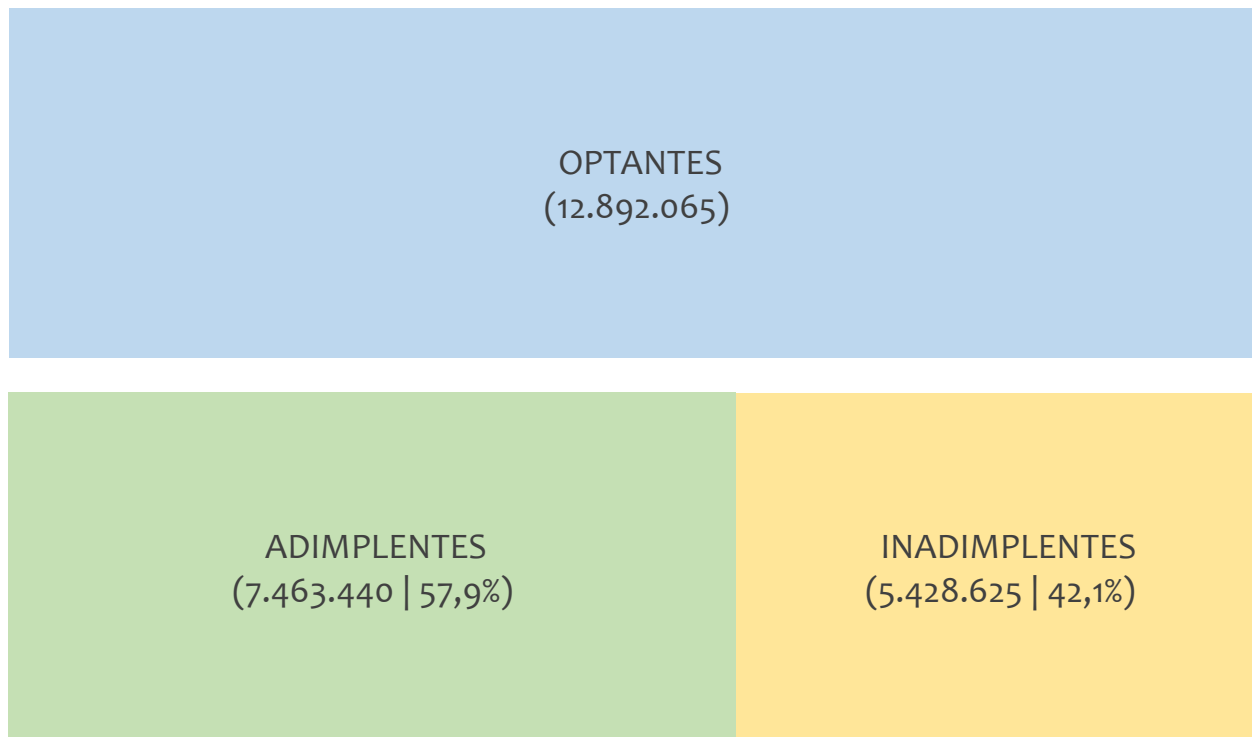 OPTANTES
(12.892.065)
ADIMPLENTES
(7.463.440 | 57,9%)
INADIMPLENTES
(5.428.625 | 42,1%)